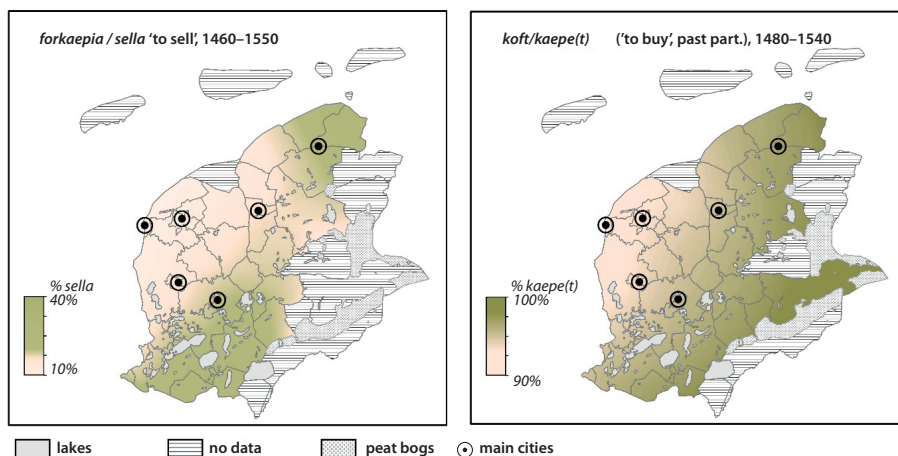 forkaepia / sella ‘to sell’, 1460–1550
% sella
40%
10%
koft/kaepe(t) (‘to buy’, past part.), 1480–1540
% kaepe(t)
100%
90%
lakes
no data
peat bogs
main cities